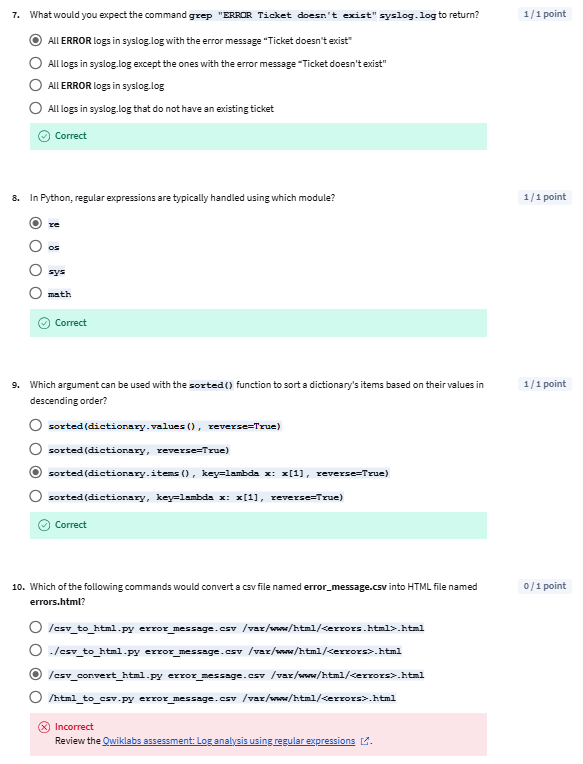 7. What would you expect the command grep "ERROR Ticket doesn't exist" syslog.log to return?
1 / 1 point
All ERROR logs in syslog.log with the error message “Ticket doesn't exist”
All logs in syslog.log except the ones with the error message “Ticket doesn't exist”
All ERROR logs in syslog.log
All logs in syslog.log that do not have an existing ticket
Correct
8. In Python, regular expressions are typically handled using which module?
1 / 1 point
re
os
sys
math
Correct
9. Which argument can be used with the sorted() function to sort a dictionary's items based on their values in
descending order?
1 / 1 point
sorted(dictionary.values(), reverse=True)
sorted(dictionary, reverse=True)
sorted(dictionary.items(), key=lambda x: x[1], reverse=True)
sorted(dictionary, key=lambda x: x[1], reverse=True)
Correct
10. Which of the following commands would convert a csv file named error_message.csv into HTML file named
errors.html?
0 / 1 point
/csv_to_html.py error_message.csv /var/www/html/<errors.html>.html
./csv_to_html.py error_message.csv /var/www/html/<errors>.html
/csv_convert_html.py error_message.csv /var/www/html/<errors>.html
/html_to_csv.py error_message.csv /var/www/html/<errors>.html
Incorrect
Review the Qwiklabs assessment: Log analysis using regular expressions.